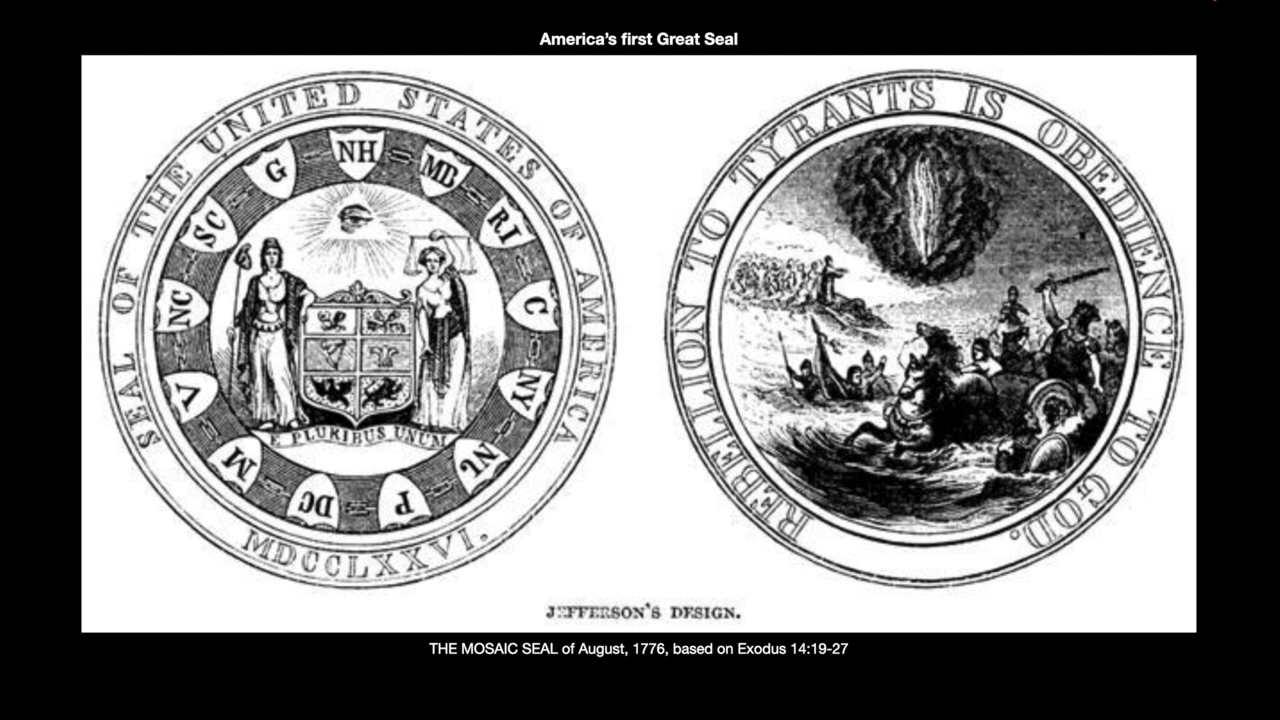 America’s first Great Seal
SEAL OF THE UNITED STATES OF AMERICA
MDCCLXXVI.
NH
MB
RI
C
NY
NL
P
DC
M
V
NC
SC
G
E PLURIBUS UNUM
REBELLION TO TYRANTS IS OBEDIENCE TO GOD.
JEFFERSON'S DESIGN.
THE MOSAIC SEAL of August, 1776, based on Exodus 14:19-27